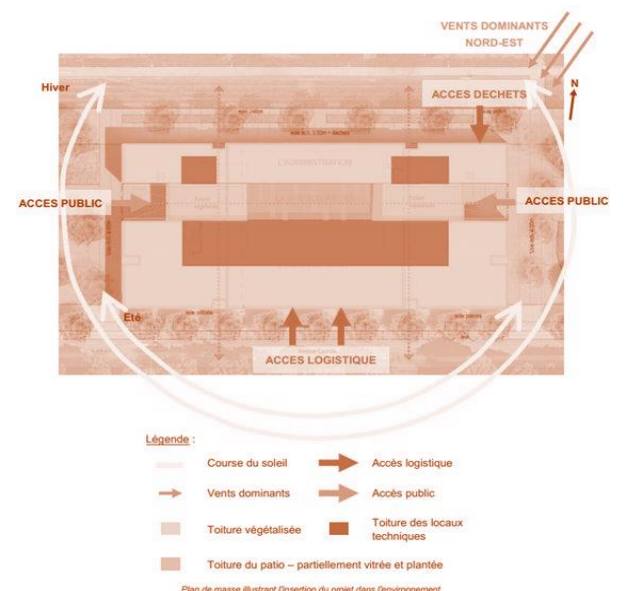 VENTS DOMINANTS
NORD-EST
N
Hiver
ACCES DECHETS
L'ADMINISTRATION
ACCES PUBLIC
ACCES PUBLIC
Eté
ACCES LOGISTIQUE
Légende :
Course du soleil
Accès logistique
Vents dominants
Accès public
Toiture végétalisée
Toiture des locaux
techniques
Toiture du patio – partiellement vitrée et plantée
Plan de masse illustrant l'insertion du projet dans l'environnement